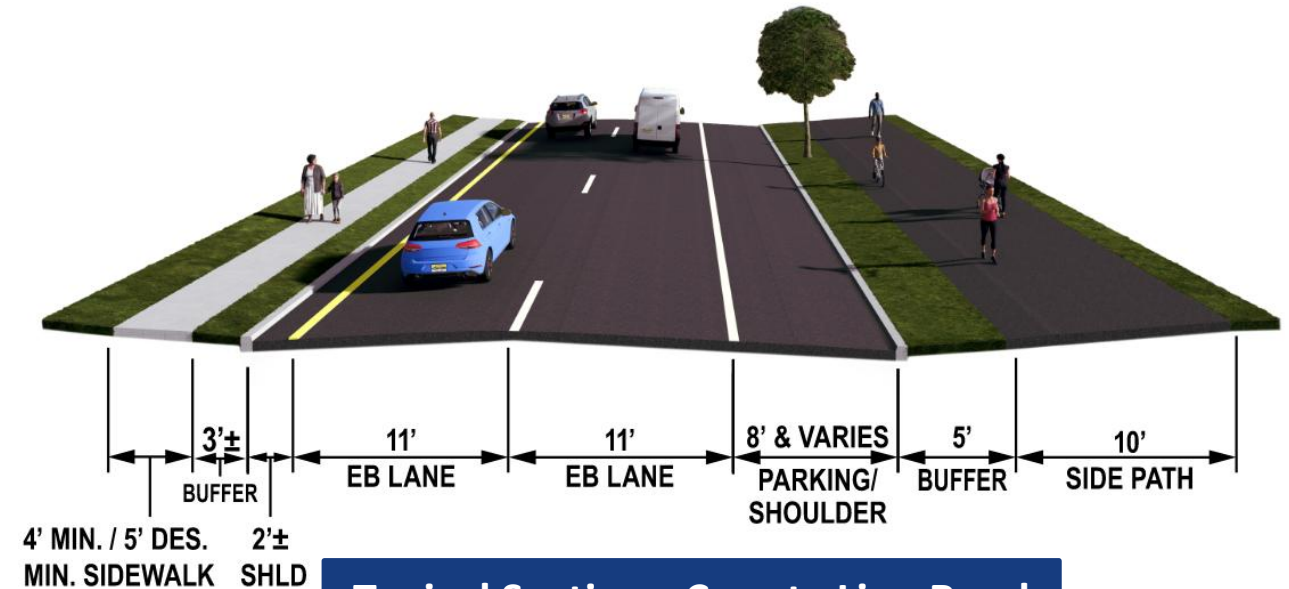 3'±
BUFFER
11'
EB LANE
11'
EB LANE
8' & VARIES
PARKING/
SHOULDER
5'
BUFFER
10'
SIDE PATH
4' MIN. / 5' DES.
MIN. SIDEWALK
2'±
SHLD